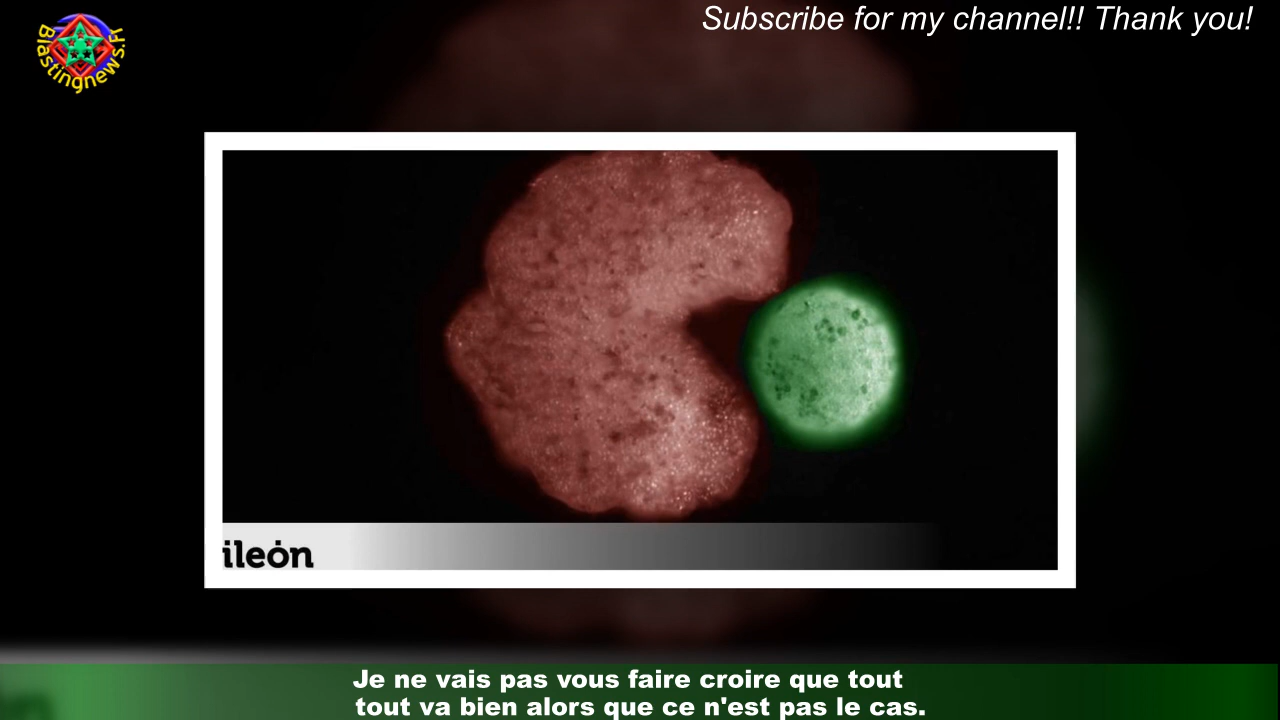 Subscribe for my channel!! Thank you!
Blastingnews.fr
ileon
Je ne vais pas vous faire croire que tout
tout va bien alors que ce n'est pas le cas.